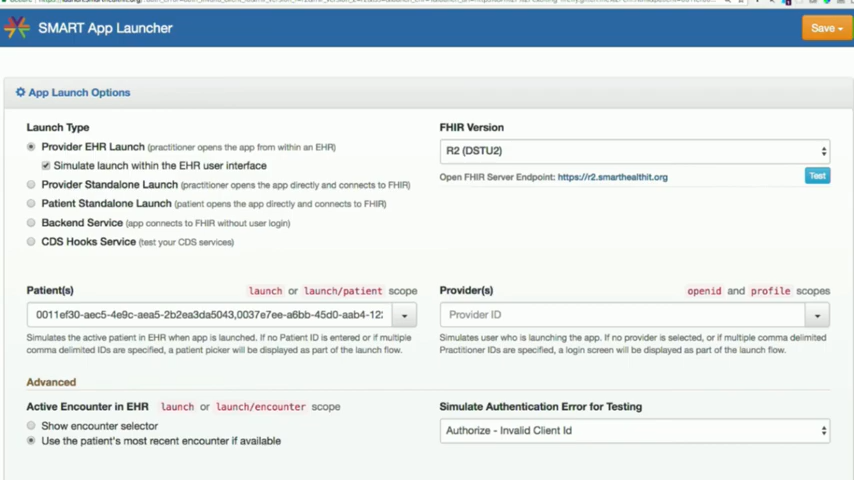 SMART App Launcher
Save
App Launch Options
Launch Type
Provider EHR Launch (practitioner opens the app from within an EHR)
Simulate launch within the EHR user interface
Provider Standalone Launch (practitioner opens the app directly and connects to FHIR)
Patient Standalone Launch (patient opens the app directly and connects to FHIR)
Backend Service (app connects to FHIR without user login)
CDS Hooks Service (test your CDS services)
FHIR Version
R2 (DSTU2)
Open FHIR Server Endpoint: https://r2.smarthealthit.org
Test
Patient(s) launch or launch/patient scope
0011ef30-aec5-4e9c-aea5-2b2ea3da5043,0037e7ee-a6bb-45d0-aab4-12
Simulates the active patient in EHR when app is launched. If no Patient ID is entered or if multiple
comma delimited IDs are specified, a patient picker will be displayed as part of the launch flow.
Provider(s) openid and profile scopes
Provider ID
Simulates user who is launching the app. If no provider is selected, or if multiple comma delimited
Practitioner IDs are specified, a login screen will be displayed as part of the launch flow.
Advanced
Active Encounter in EHR launch or launch/encounter scope
Show encounter selector
Use the patient's most recent encounter if available
Simulate Authentication Error for Testing
Authorize - Invalid Client Id